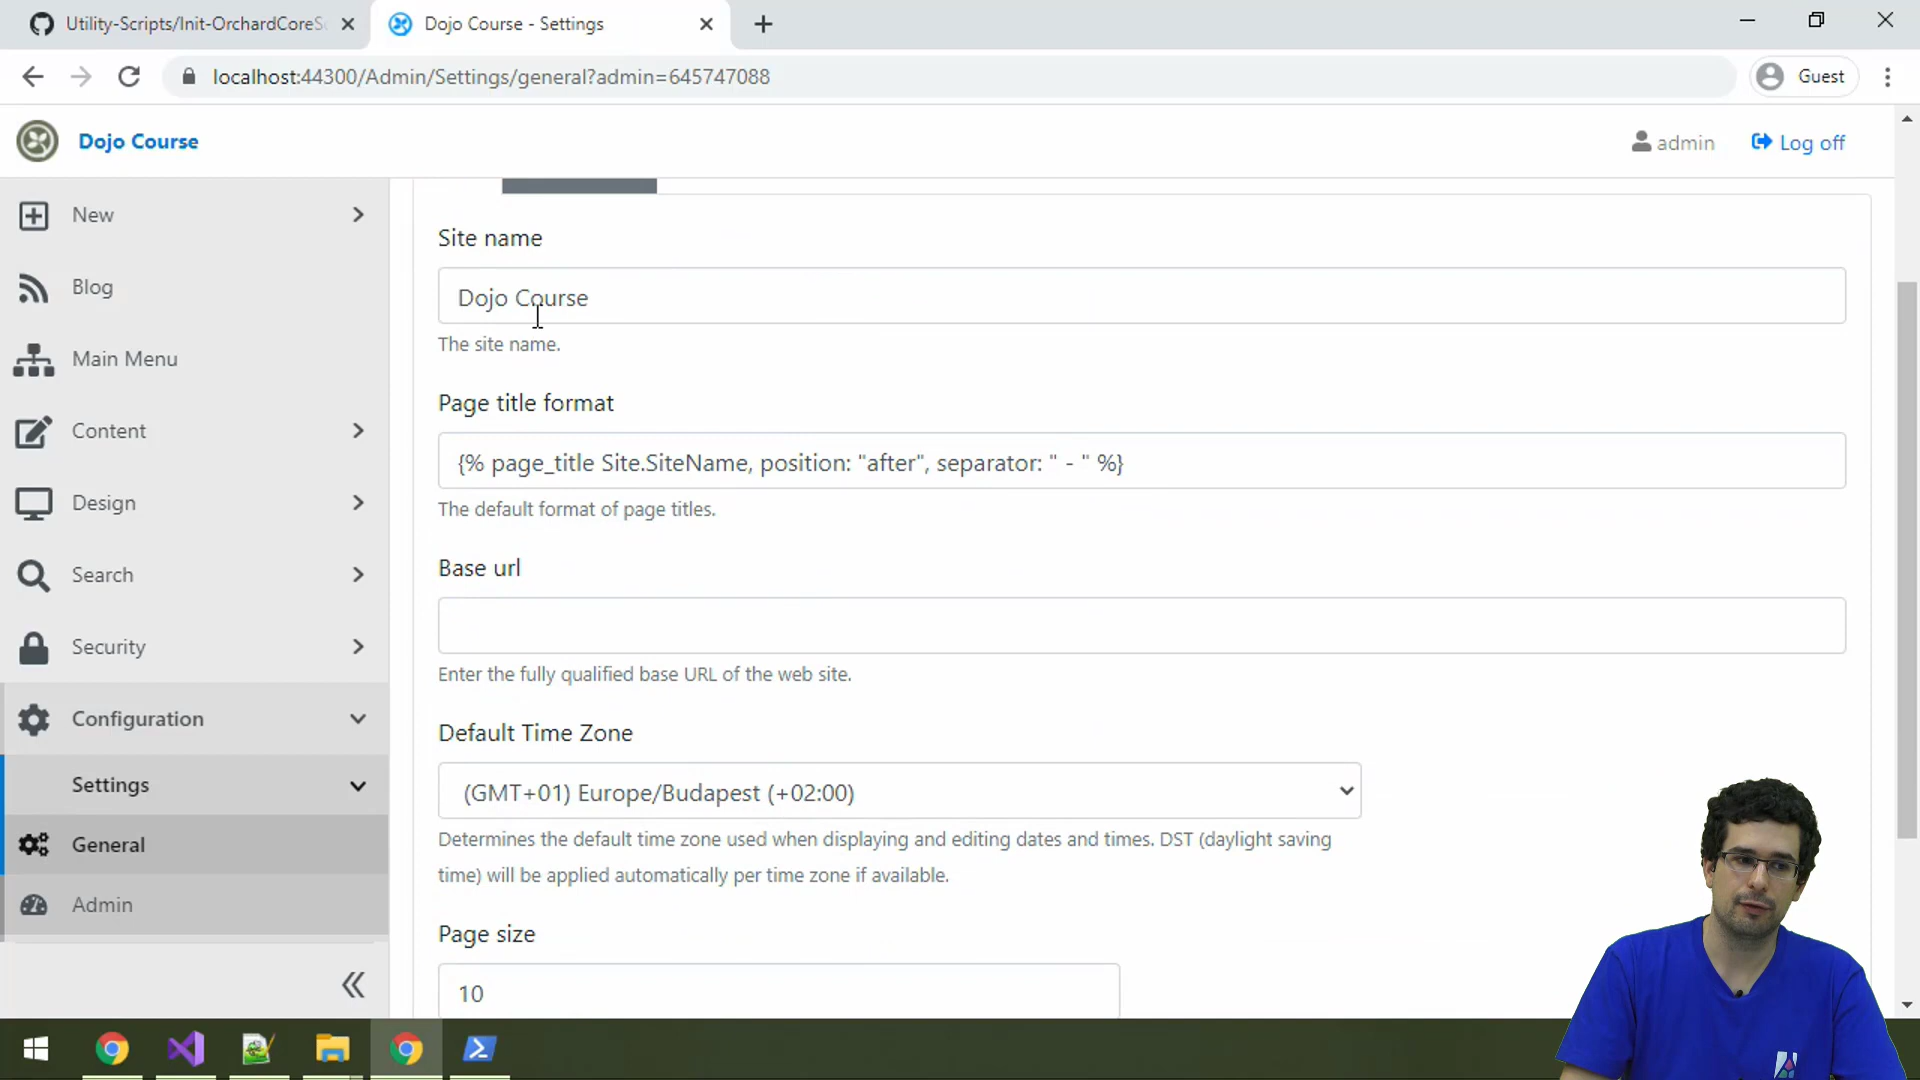 Utility-Scripts/Init-OrchardCoreSc
Dojo Course - Settings
localhost:44300/Admin/Settings/general?admin=645747088
Guest
Dojo Course
admin
Log off
New
Blog
Main Menu
Content
Design
Search
Security
Configuration
Settings
General
Admin
Site name
Dojo Course
The site name.
Page title format
{% page_title Site.SiteName, position: "after", separator: " - " %}
The default format of page titles.
Base url
Enter the fully qualified base URL of the web site.
Default Time Zone
(GMT+01) Europe/Budapest (+02:00)
Determines the default time zone used when displaying and editing dates and times. DST (daylight saving
time) will be applied automatically per time zone if available.
Page size
10